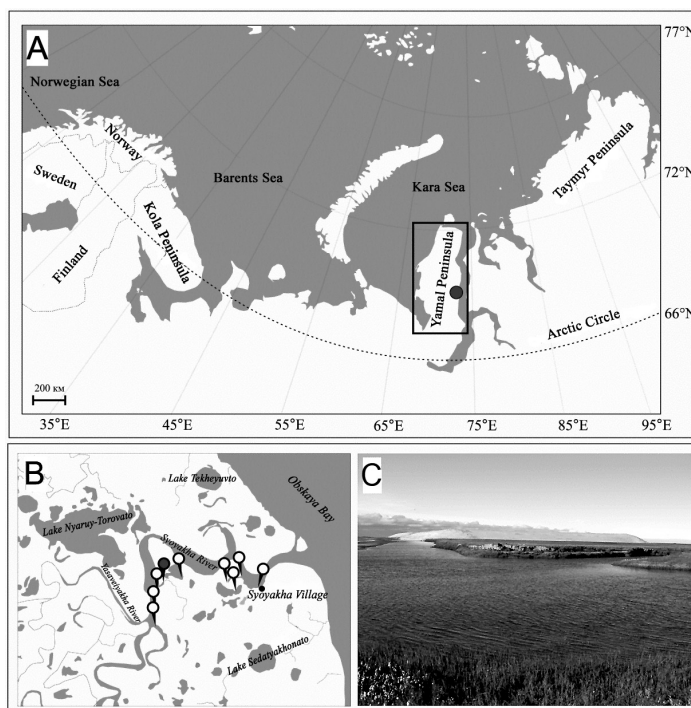 A
77°N
Norwegian Sea
Norway
Sweden
Finland
Kola Peninsula
Barents Sea
Kara Sea
Taymyr Peninsula
72°N
Yamal Peninsula
Arctic Circle
66°N
200 км
35°E
45°E
55°E
65°E
75°E
85°E
95°E
B
Lake Tekheyuvto
Obskaya Bay
Lake Nyaruy-Torovato
Syoyakha River
Yasaveiyakha River
Syoyakha Village
Lake Sedatyakhonato
C